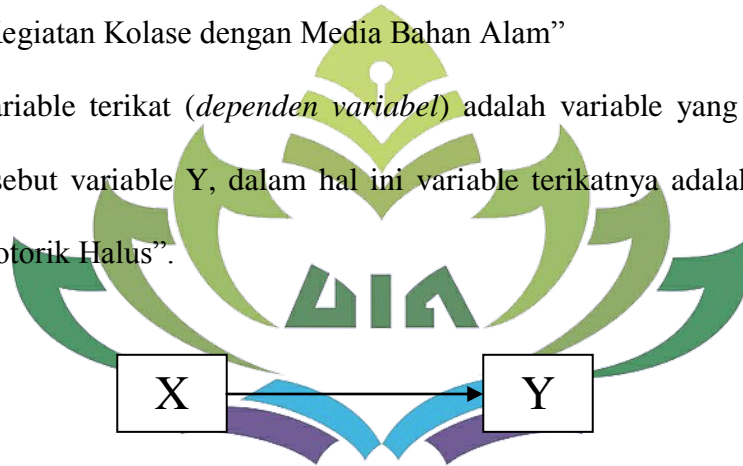 Kegiatan Kolase dengan Media Bahan Alam”
ariable terikat (dependen variabel) adalah variable yang
sebut variable Y, dalam hal ini variable terikatnya adalah
otorik Halus”.
UIN
X Y